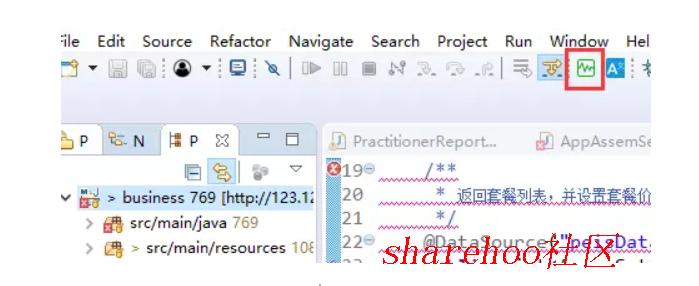 File Edit Source Refactor Navigate Search Project Run Window Hel
P N P PractitionerReport... AppAssemSe
19 /**
> business 769 [http://123.12
20 * 返回套餐列表，并设置套餐价
> src/main/java 769
21 */
> src/main/resources 108
22 @DataSource("peisData.
sharehoo社区